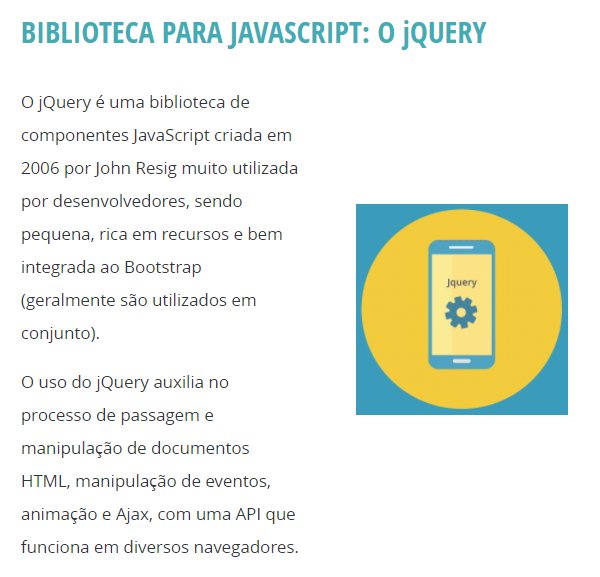 BIBLIOTECA PARA JAVASCRIPT: O jQUERY
O jQuery é uma biblioteca de
componentes JavaScript criada em
2006 por John Resig muito utilizada
por desenvolvedores, sendo
pequena, rica em recursos e bem
integrada ao Bootstrap
(geralmente são utilizados em
conjunto).
O uso do jQuery auxilia no
processo de passagem e
manipulação de documentos
HTML, manipulação de eventos,
animação e Ajax, com uma API que
funciona em diversos navegadores.
Jquery